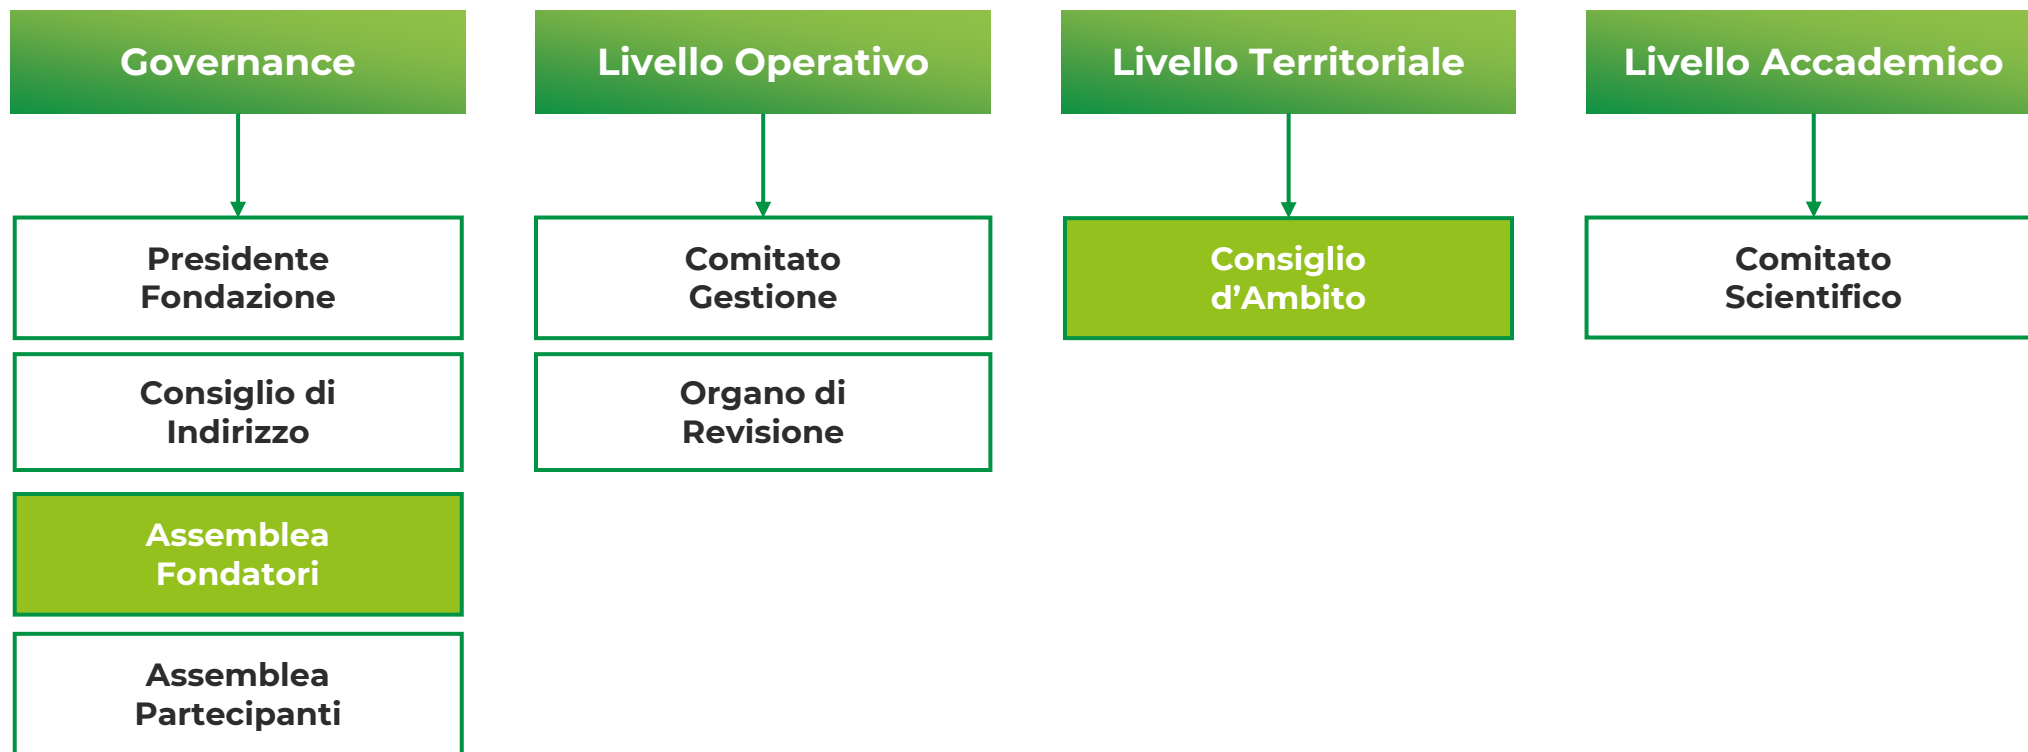 Governance
Livello Operativo
Livello Territoriale
Livello Accademico
Presidente
Fondazione
Consiglio di
Indirizzo
Assemblea
Fondatori
Assemblea
Partecipanti
Comitato
Gestione
Organo di
Revisione
Consiglio
d’Ambito
Comitato
Scientifico